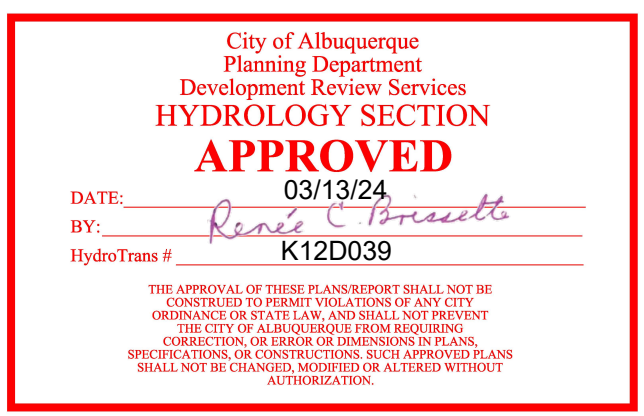 City of Albuquerque
Planning Department
Development Review Services
HYDROLOGY SECTION
APPROVED
DATE: 03/13/24
BY: Renée C. Brissette
HydroTrans # K12D039
THE APPROVAL OF THESE PLANS/REPORT SHALL NOT BE
CONSTRUED TO PERMIT VIOLATIONS OF ANY CITY
ORDINANCE OR STATE LAW, AND SHALL NOT PREVENT
THE CITY OF ALBUQUERQUE FROM REQUIRING
CORRECTION, OR ERROR OR DIMENSIONS IN PLANS,
SPECIFICATIONS, OR CONSTRUCTIONS. SUCH APPROVED PLANS
SHALL NOT BE CHANGED, MODIFIED OR ALTERED WITHOUT
AUTHORIZATION.